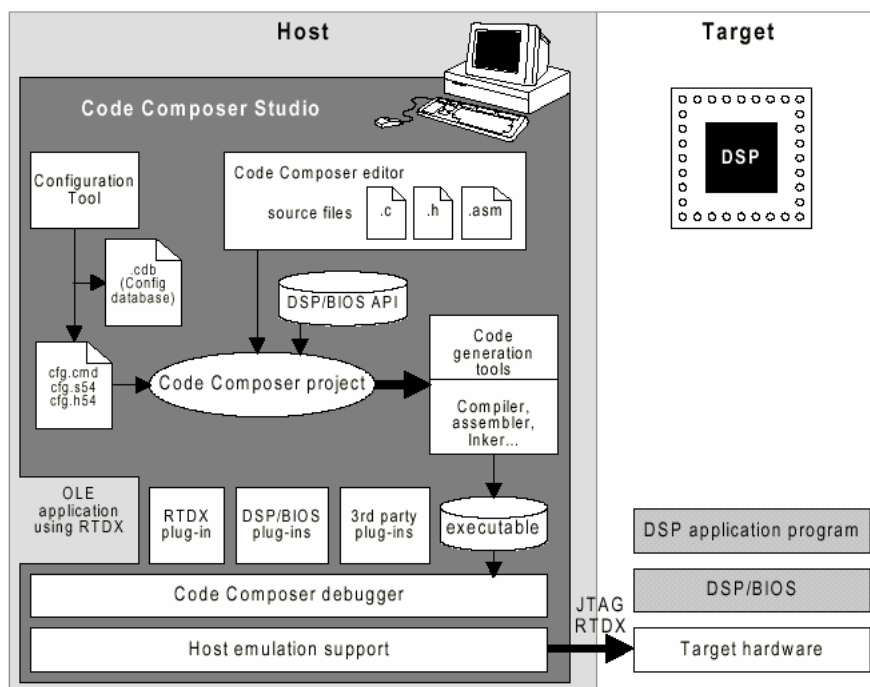 Host
Target
Code Composer Studio
DSP
Configuration
Tool
Code Composer editor
source files
.c
.h
.asm
.cdb
(Config
database)
DSP/BIOS API
cfg.cmd
cfg.s54
cfg.h54
Code Composer project
Code
generation
tools
Compiler,
assembler,
lnker...
OLE
application
using RTDX
RTDX
plug-in
DSP/BIOS
plug-ins
3rd party
plug-ins
executable
DSP application program
Code Composer debugger
DSP/BIOS
JTAG
RTDX
Host emulation support
Target hardware